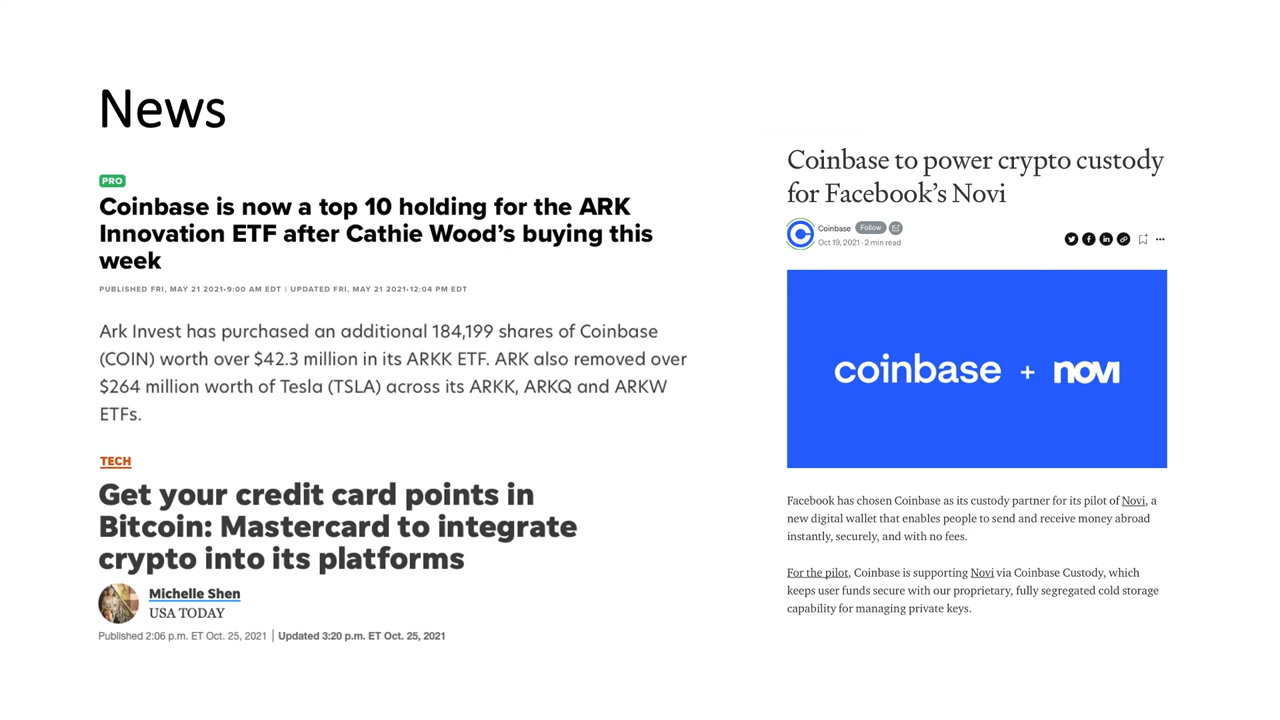 News
PRO
Coinbase is now a top 10 holding for the ARK
Innovation ETF after Cathie Wood's buying this
week
PUBLISHED FRI, MAY 21 2021•9:00 AM EDT | UPDATED FRI, MAY 21 2021•12:04 PM EDT
Ark Invest has purchased an additional 184,199 shares of Coinbase
(COIN) worth over $42.3 million in its ARKK ETF. ARK also removed over
$264 million worth of Tesla (TSLA) across its ARKK, ARKQ and ARKW
ETFs.
TECH
Get your credit card points in
Bitcoin: Mastercard to integrate
crypto into its platforms
Michelle Shen
USA TODAY
Published 2:06 p.m. ET Oct. 25, 2021 | Updated 3:20 p.m. ET Oct. 25, 2021
Coinbase to power crypto custody
for Facebook's Novi
Coinbase Follow
Oct 19, 2021 · 2 min read
coinbase + novi
Facebook has chosen Coinbase as its custody partner for its pilot of Novi, a
new digital wallet that enables people to send and receive money abroad
instantly, securely, and with no fees.
For the pilot, Coinbase is supporting Novi via Coinbase Custody, which
keeps user funds secure with our proprietary, fully segregated cold storage
capability for managing private keys.